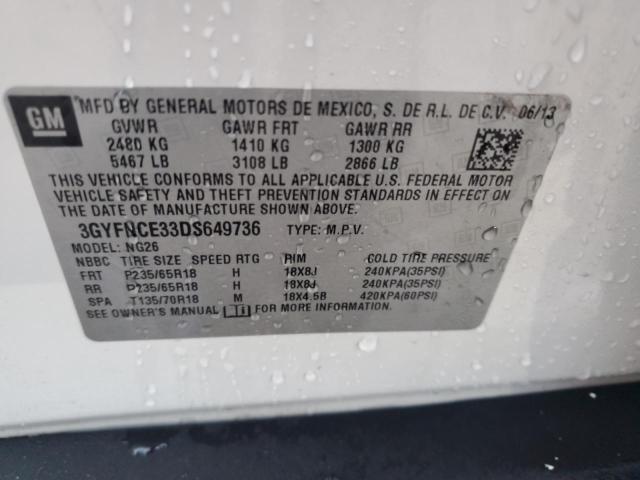 GM
MFD BY GENERAL MOTORS DE MEXICO, S. DE R.L. DE C.V. 06/13
GVWR GAWR FRT GAWR RR
2480 KG 1410 KG 1300 KG
5467 LB 3108 LB 2866 LB
THIS VEHICLE CONFORMS TO ALL APPLICABLE U.S. FEDERAL MOTOR
VEHICLE SAFETY AND THEFT PREVENTION STANDARDS IN EFFECT ON
THE DATE OF MANUFACTURE SHOWN ABOVE.
3GYFNCE33DS649736 TYPE: M.P.V.
MODEL: NG26
NBBC TIRE SIZE SPEED RTG RIM COLD TIRE PRESSURE
FRT P235/65R18 H 18X8J 240KPA(35PSI)
RR P235/65R18 H 18X8J 240KPA(35PSI)
SPA T135/70R18 M 18X4.5B 420KPA(60PSI)
SEE OWNER'S MANUAL FOR MORE INFORMATION.